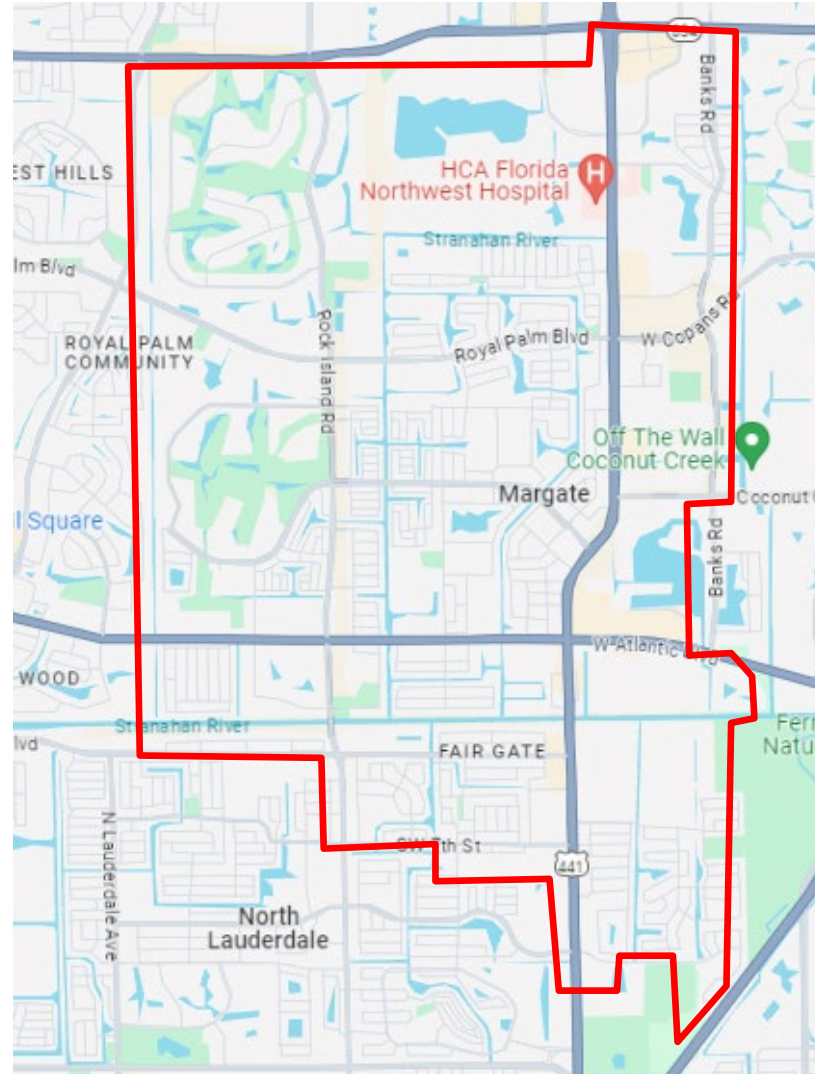 Banks Rd
EST HILLS
HCA Florida
Northwest Hospital
H
Stranahan River
lm Blvd
Rock Island Rd
ROYAL PALM
COMMUNITY
Royal Palm Blvd
W Copans Rd
Off The Wall
Coconut Creek
Margate
Coconut
l Square
Banks Rd
W Atlantic Blvd
WOOD
Stranahan River
Fern
Natu
lvd
FAIR GATE
N Lauderdale Ave
SW 7th St
441
North
Lauderdale